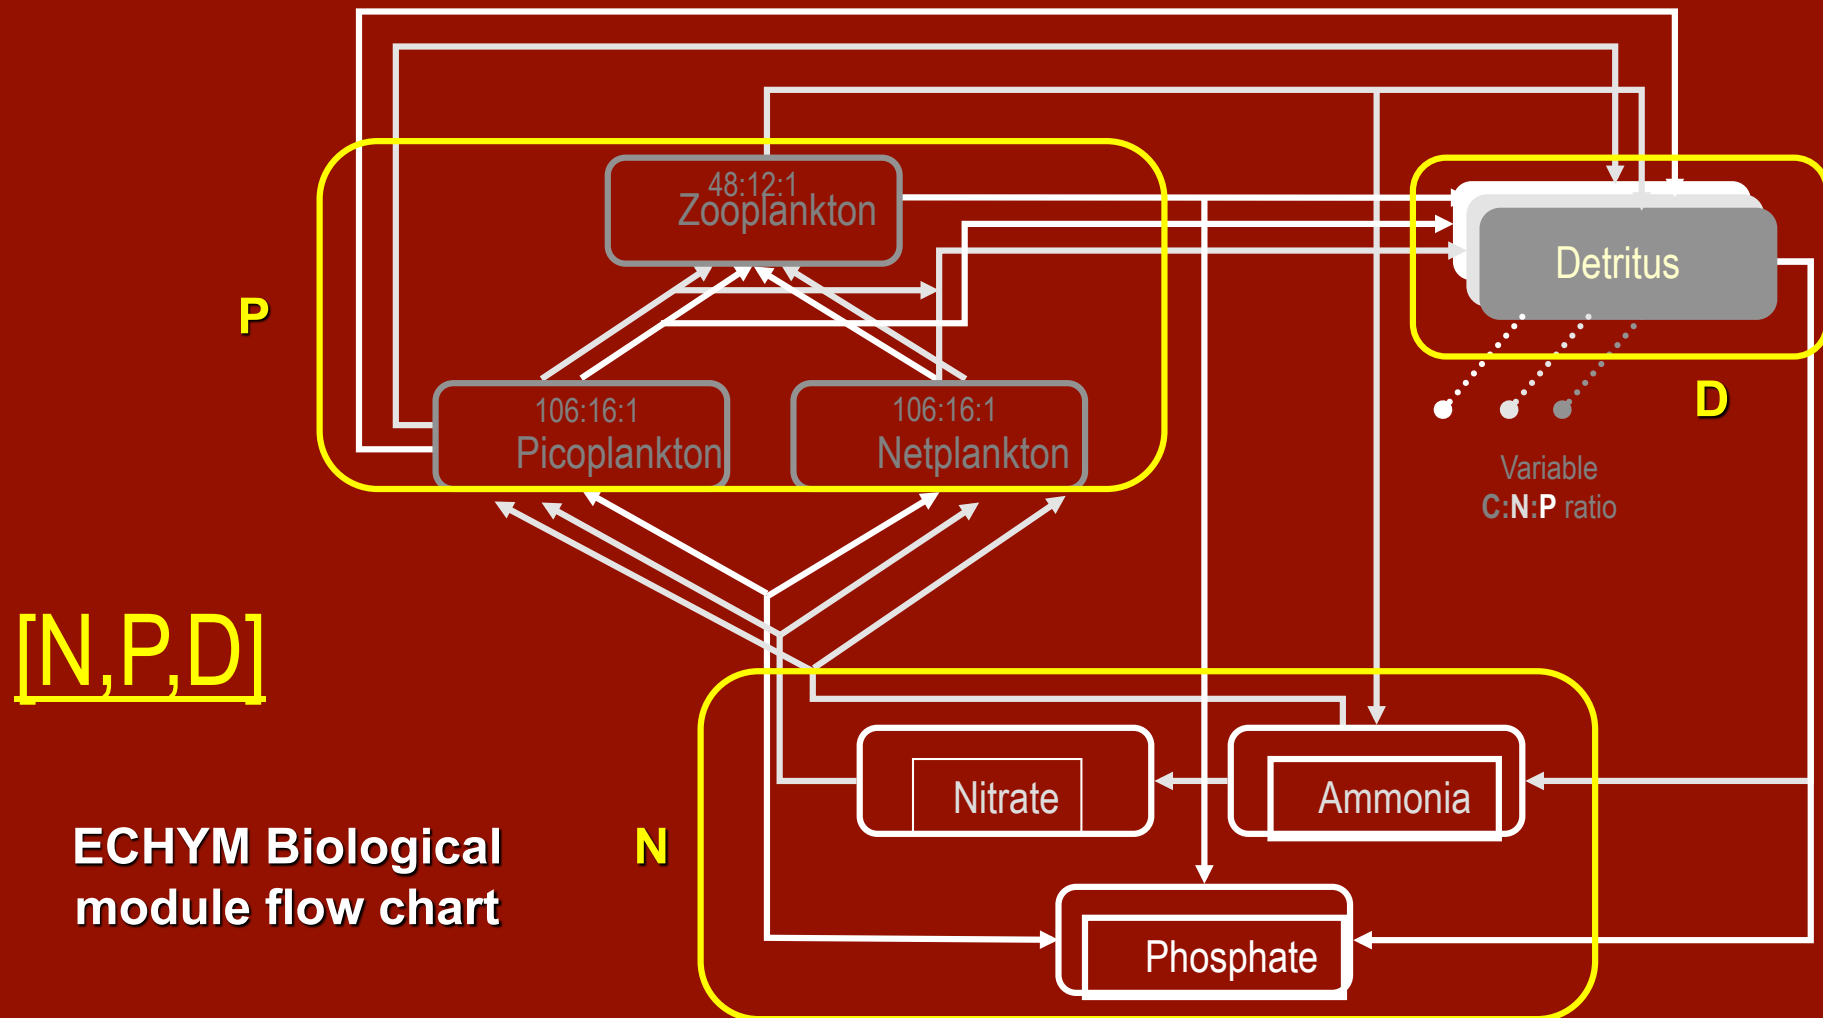 48:12:1
Zooplankton
Detritus
P
106:16:1
Picoplankton
106:16:1
Netplankton
D
Variable
C:N:P ratio
[N,P,D]
Nitrate
Ammonia
ECHYM Biological
module flow chart
N
Phosphate